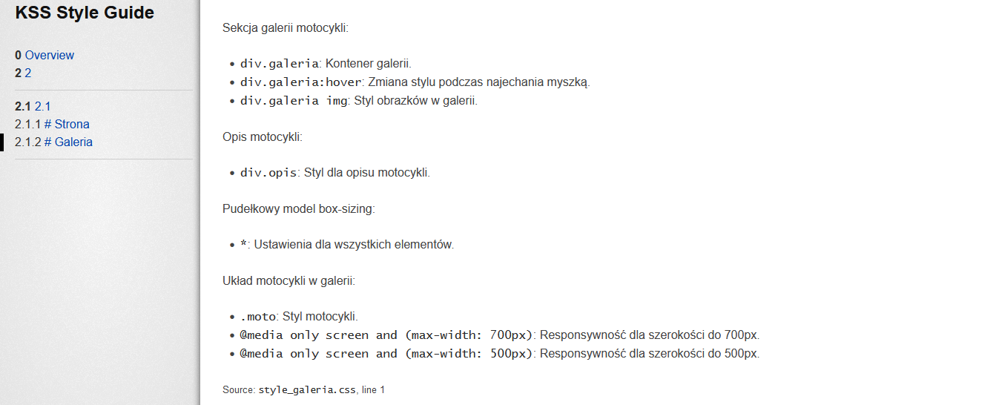 KSS Style Guide
0 Overview
2 2
2.1 2.1
2.1.1 # Strona
2.1.2 # Galeria
Sekcja galerii motocykli:
• div.galeria: Kontener galerii.
• div.galeria:hover: Zmiana stylu podczas najechania myszką.
• div.galeria img: Styl obrazków w galerii.
Opis motocykli:
• div.opis: Styl dla opisu motocykli.
Pudełkowy model box-sizing:
• *: Ustawienia dla wszystkich elementów.
Układ motocykli w galerii:
• .moto: Styl motocykli.
• @media only screen and (max-width: 700px): Responsywność dla szerokości do 700px.
• @media only screen and (max-width: 500px): Responsywność dla szerokości do 500px.
Source: style_galeria.css, line 1